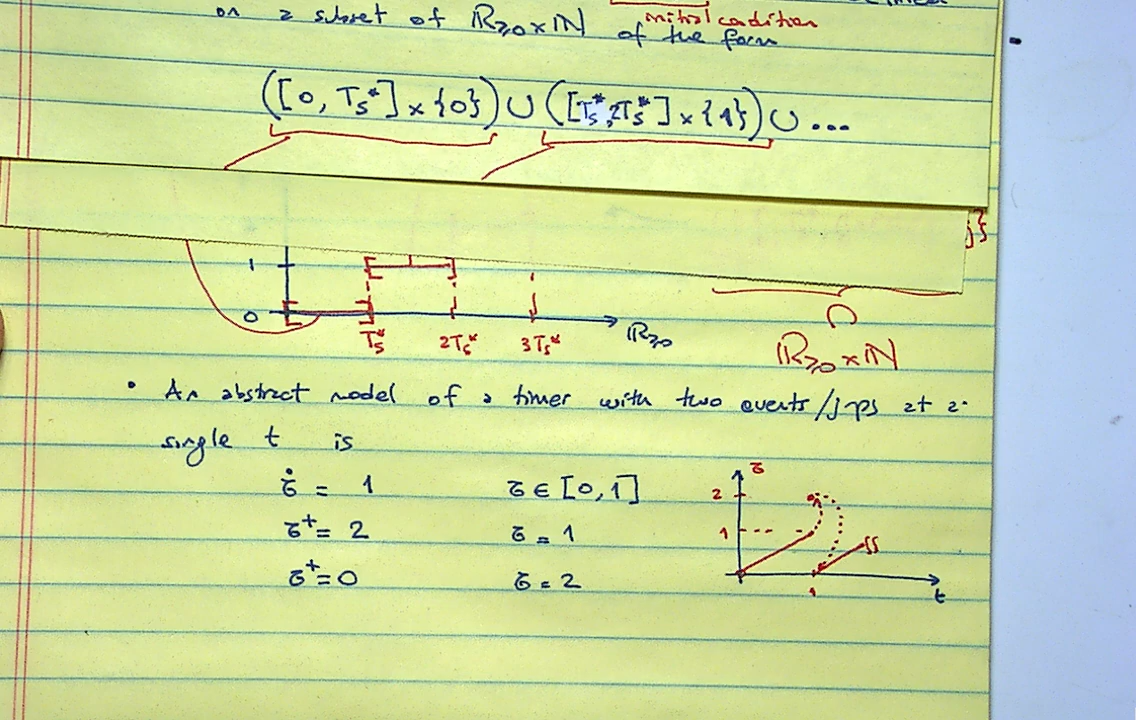 on a subset of ℝ≥0 × ℕ initial condition
of the form
([0, Ts*] × {0}) ∪ ([Ts*, 2Ts*] × {1}) ∪ ...
j}
1
0
Ts* 2Ts* 3Ts* ℝ≥0
ℝ≥0 × ℕ
• An abstract model of a timer with two events/jps at a
single t is
τ̇ = 1 τ ∈ [0,1]
τ⁺ = 2 τ = 1
τ⁺ = 0 τ = 2
τ
2
1
1
t